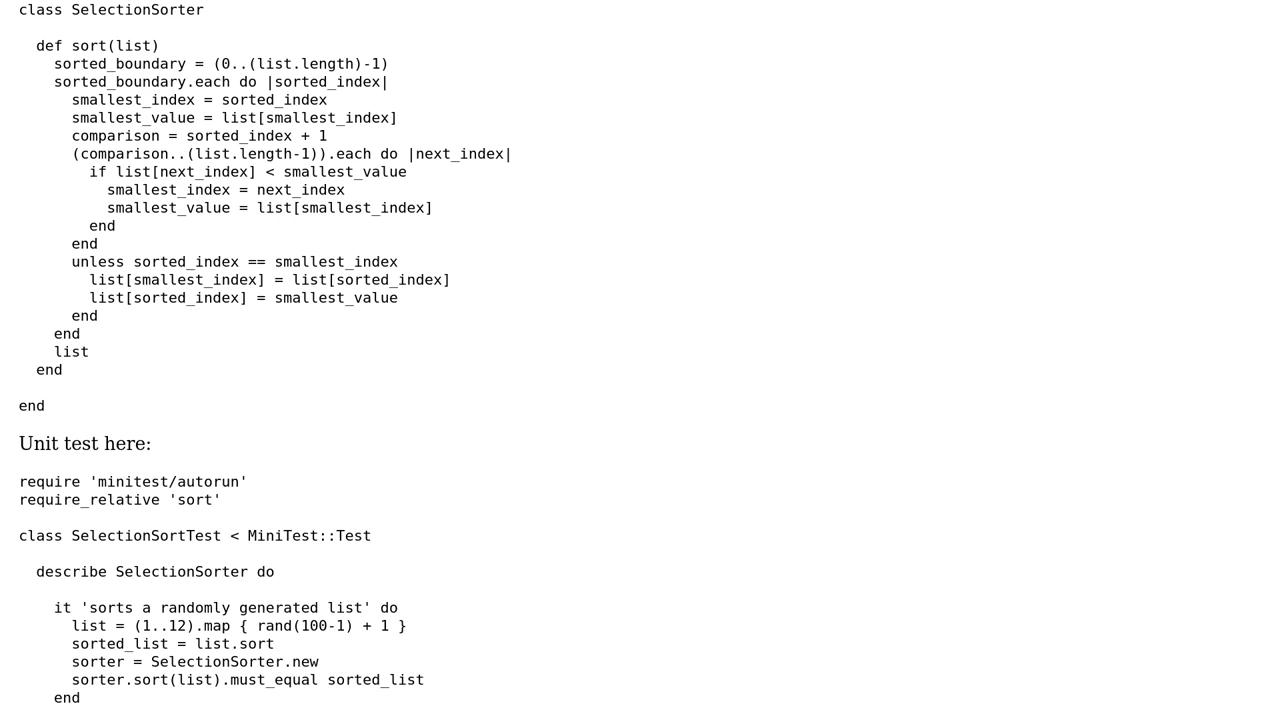 class SelectionSorter

  def sort(list)
    sorted_boundary = (0..(list.length)-1)
    sorted_boundary.each do |sorted_index|
      smallest_index = sorted_index
      smallest_value = list[smallest_index]
      comparison = sorted_index + 1
      (comparison..(list.length-1)).each do |next_index|
        if list[next_index] < smallest_value
          smallest_index = next_index
          smallest_value = list[smallest_index]
        end
      end
      unless sorted_index == smallest_index
        list[smallest_index] = list[sorted_index]
        list[sorted_index] = smallest_value
      end
    end
    list
  end

end

Unit test here:

require 'minitest/autorun'
require_relative 'sort'

class SelectionSortTest < MiniTest::Test

  describe SelectionSorter do

    it 'sorts a randomly generated list' do
      list = (1..12).map { rand(100-1) + 1 }
      sorted_list = list.sort
      sorter = SelectionSorter.new
      sorter.sort(list).must_equal sorted_list
    end